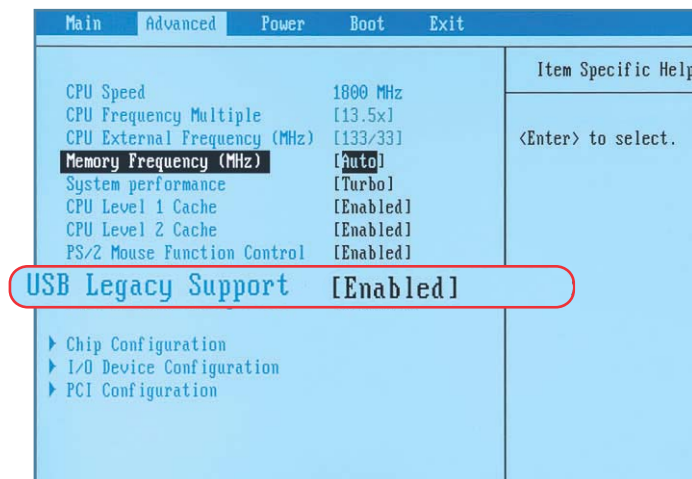 Main Advanced Power Boot Exit
Item Specific Help
CPU Speed 1800 MHz
CPU Frequency Multiple [13.5x]
CPU External Frequency (MHz) [133/33]
<Enter> to select.
Memory Frequency (MHz) [Auto]
System performance [Turbo]
CPU Level 1 Cache [Enabled]
CPU Level 2 Cache [Enabled]
PS/2 Mouse Function Control [Enabled]
USB Legacy Support [Enabled]
Chip Configuration
I/O Device Configuration
PCI Configuration